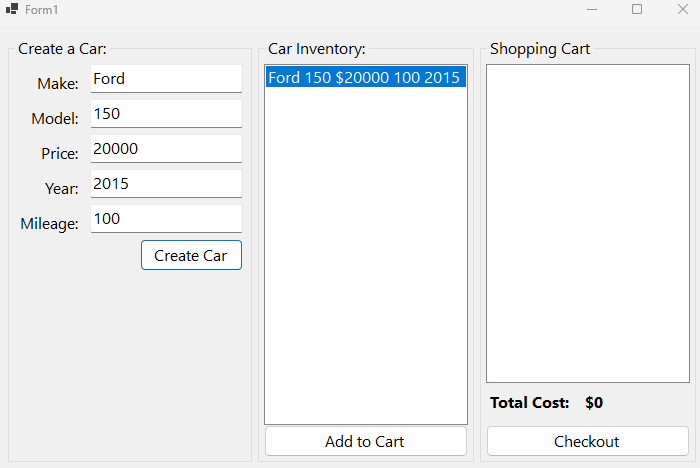 Form1
Create a Car:
Make: Ford
Model: 150
Price: 20000
Year: 2015
Mileage: 100
Create Car
Car Inventory:
Ford 150 $20000 100 2015
Add to Cart
Shopping Cart
Total Cost: $0
Checkout